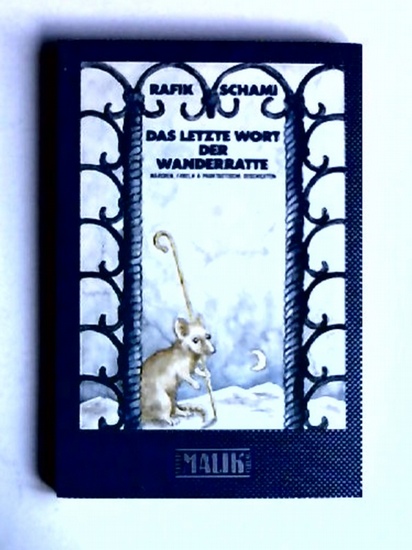 RAFIK SCHAMI
DAS LETZTE WORT
DER
WANDERRATTE
MÄRCHEN, FABELN & PHANTASTISCHE GESCHICHTEN
MALIK